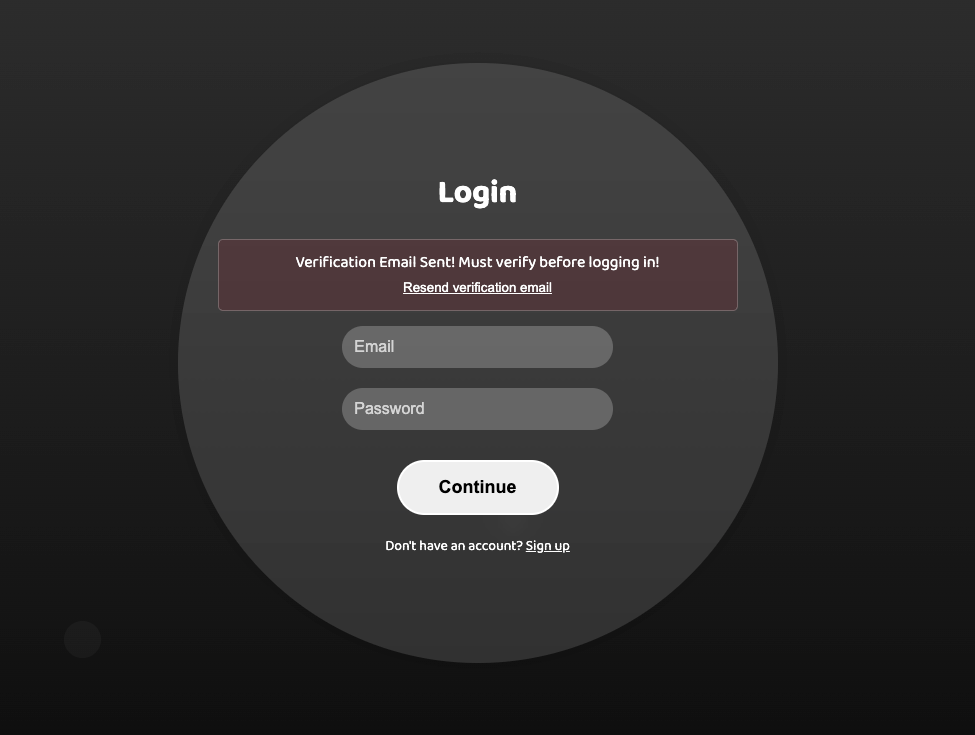 Login
Verification Email Sent! Must verify before logging in!
Resend verification email
Email
Password
Continue
Don't have an account? Sign up